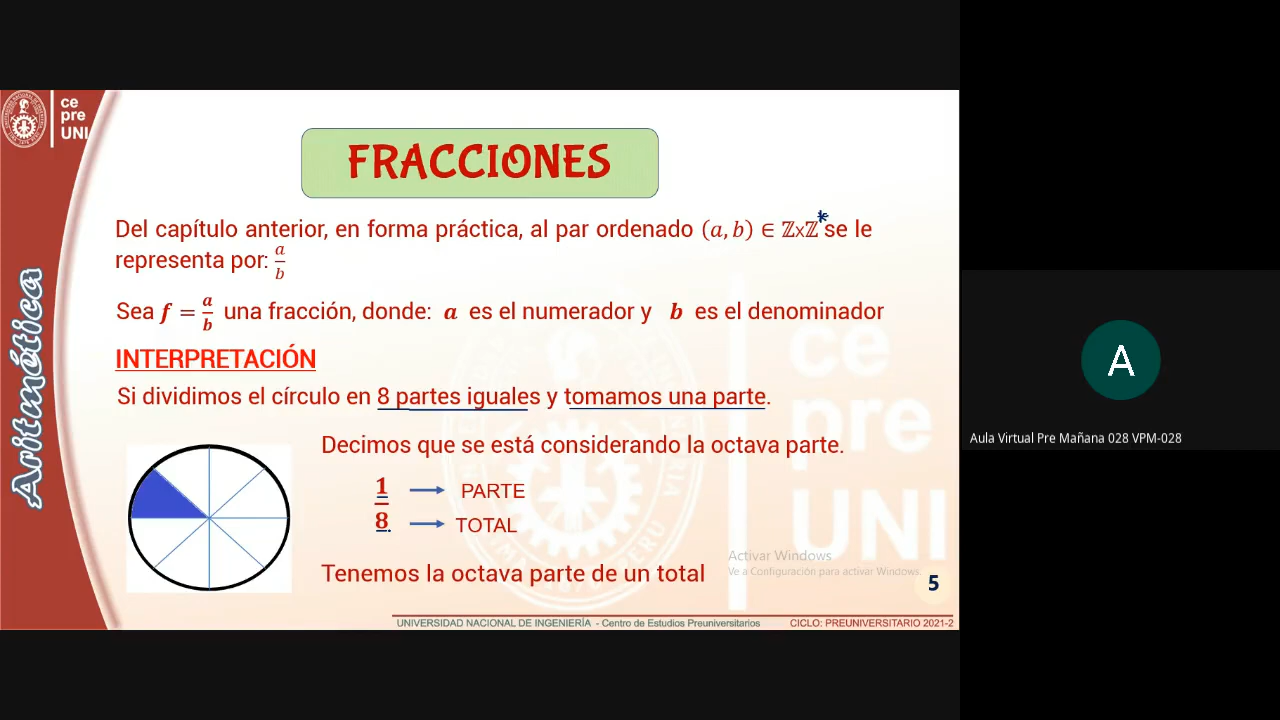 ce
pre
UNI
FRACCIONES
Del capítulo anterior, en forma práctica, al par ordenado (a, b) ∈ ℤxℤ* se le
representa por: a/b
Sea f = a/b una fracción, donde: a es el numerador y b es el denominador
INTERPRETACIÓN
Si dividimos el círculo en 8 partes iguales y tomamos una parte.
Decimos que se está considerando la octava parte.
1 → PARTE
8 → TOTAL
Tenemos la octava parte de un total
Aritmética
ce
pre
UNI
Activar Windows
Ve a Configuración para activar Windows.
5
UNIVERSIDAD NACIONAL DE INGENIERÍA - Centro de Estudios Preuniversitarios CICLO: PREUNIVERSITARIO 2021-2
A
Aula Virtual Pre Mañana 028 VPM-028